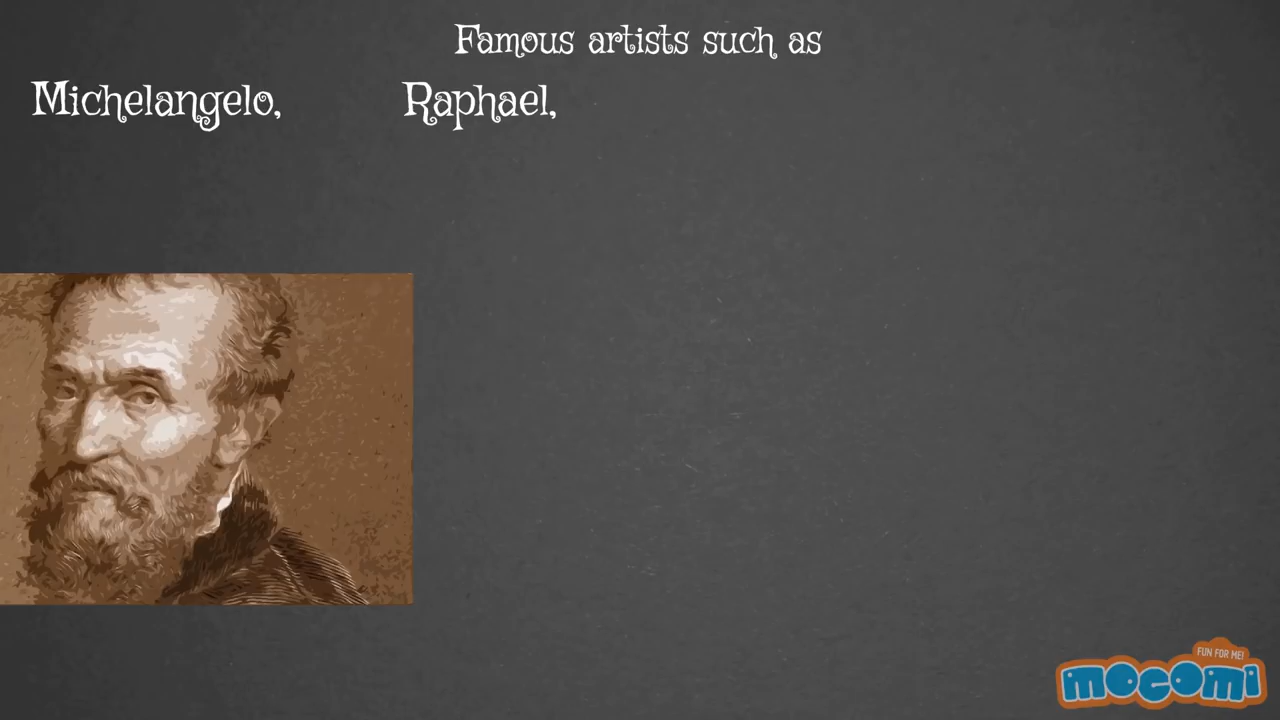 Famous artists such as
Michelangelo, Raphael,
FUN FOR ME!
mocomi